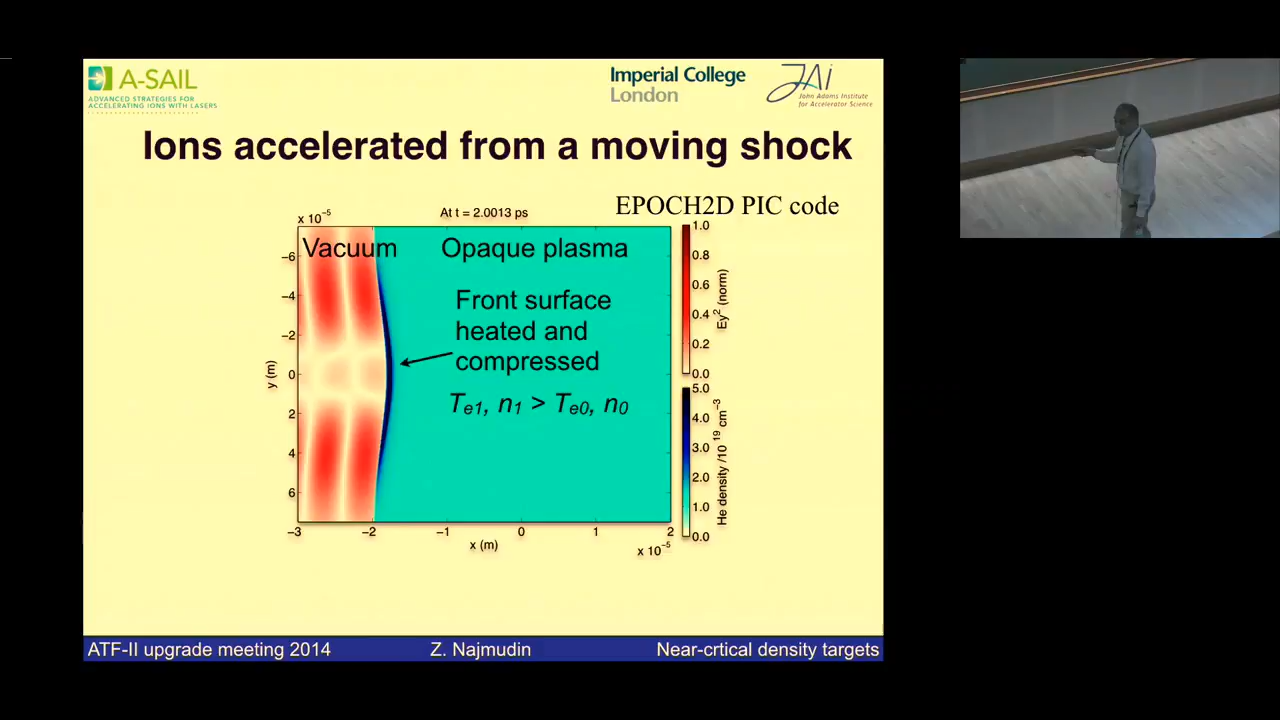 A-SAIL
ADVANCED STRATEGIES FOR
ACCELERATING IONS WITH LASERS
Imperial College
London
JAi
John Adams Institute
for Accelerator Science
Ions accelerated from a moving shock
EPOCH2D PIC code
x 10⁻⁵
At t = 2.0013 ps
Vacuum
Opaque plasma
Front surface
heated and
compressed
Te1, n1 > Te0, n0
−6
−4
−2
0
2
4
6
y (m)
−3
−2
−1
0
1
2
x (m)
x 10⁻⁵
1.0
0.8
0.6
0.4
0.2
0.0
Ey² (norm)
5.0
4.0
3.0
2.0
1.0
0.0
He density /10¹⁹ cm⁻³
ATF-II upgrade meeting 2014
Z. Najmudin
Near-crtical density targets